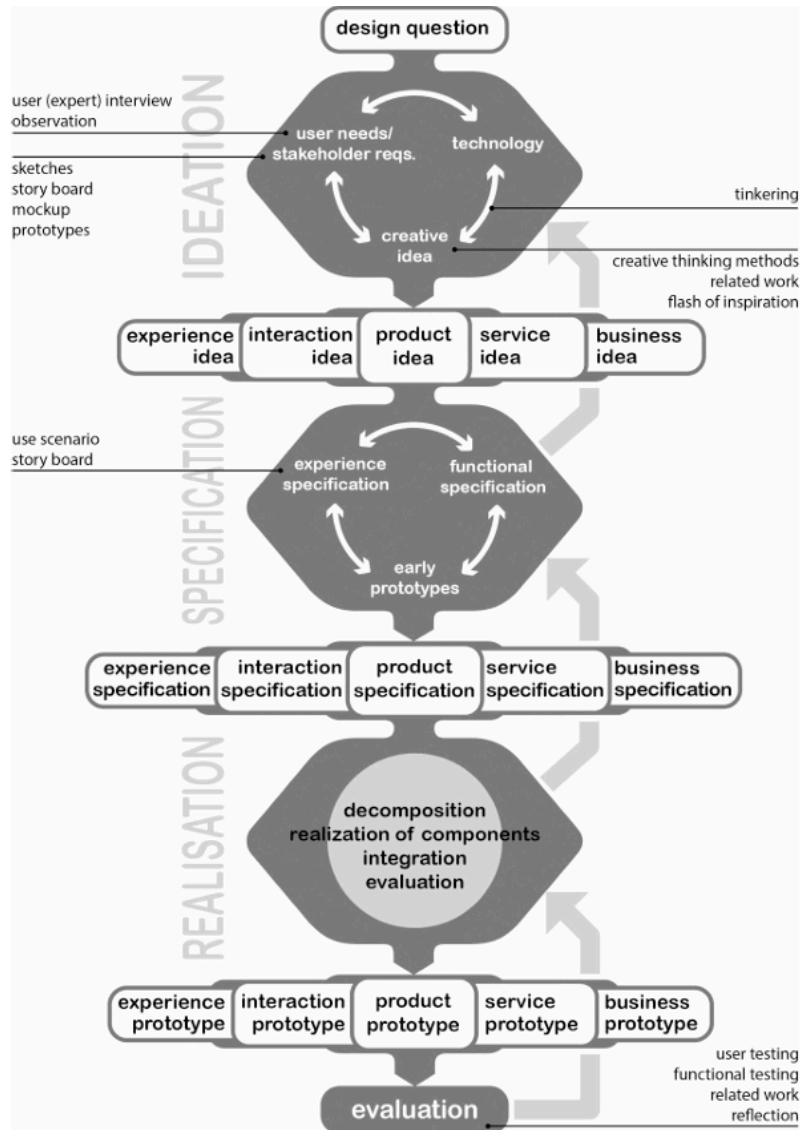 design question
IDEATION
user (expert) interview
observation
sketches
story board
mockup
prototypes
user needs/
stakeholder reqs.
technology
creative
idea
tinkering
creative thinking methods
related work
flash of inspiration
experience
idea
interaction
idea
product
idea
service
idea
business
idea
SPECIFICATION
use scenario
story board
experience
specification
functional
specification
early
prototypes
experience
specification
interaction
specification
product
specification
service
specification
business
specification
REALISATION
decomposition
realization of components
integration
evaluation
experience
prototype
interaction
prototype
product
prototype
service
prototype
business
prototype
evaluation
user testing
functional testing
related work
reflection